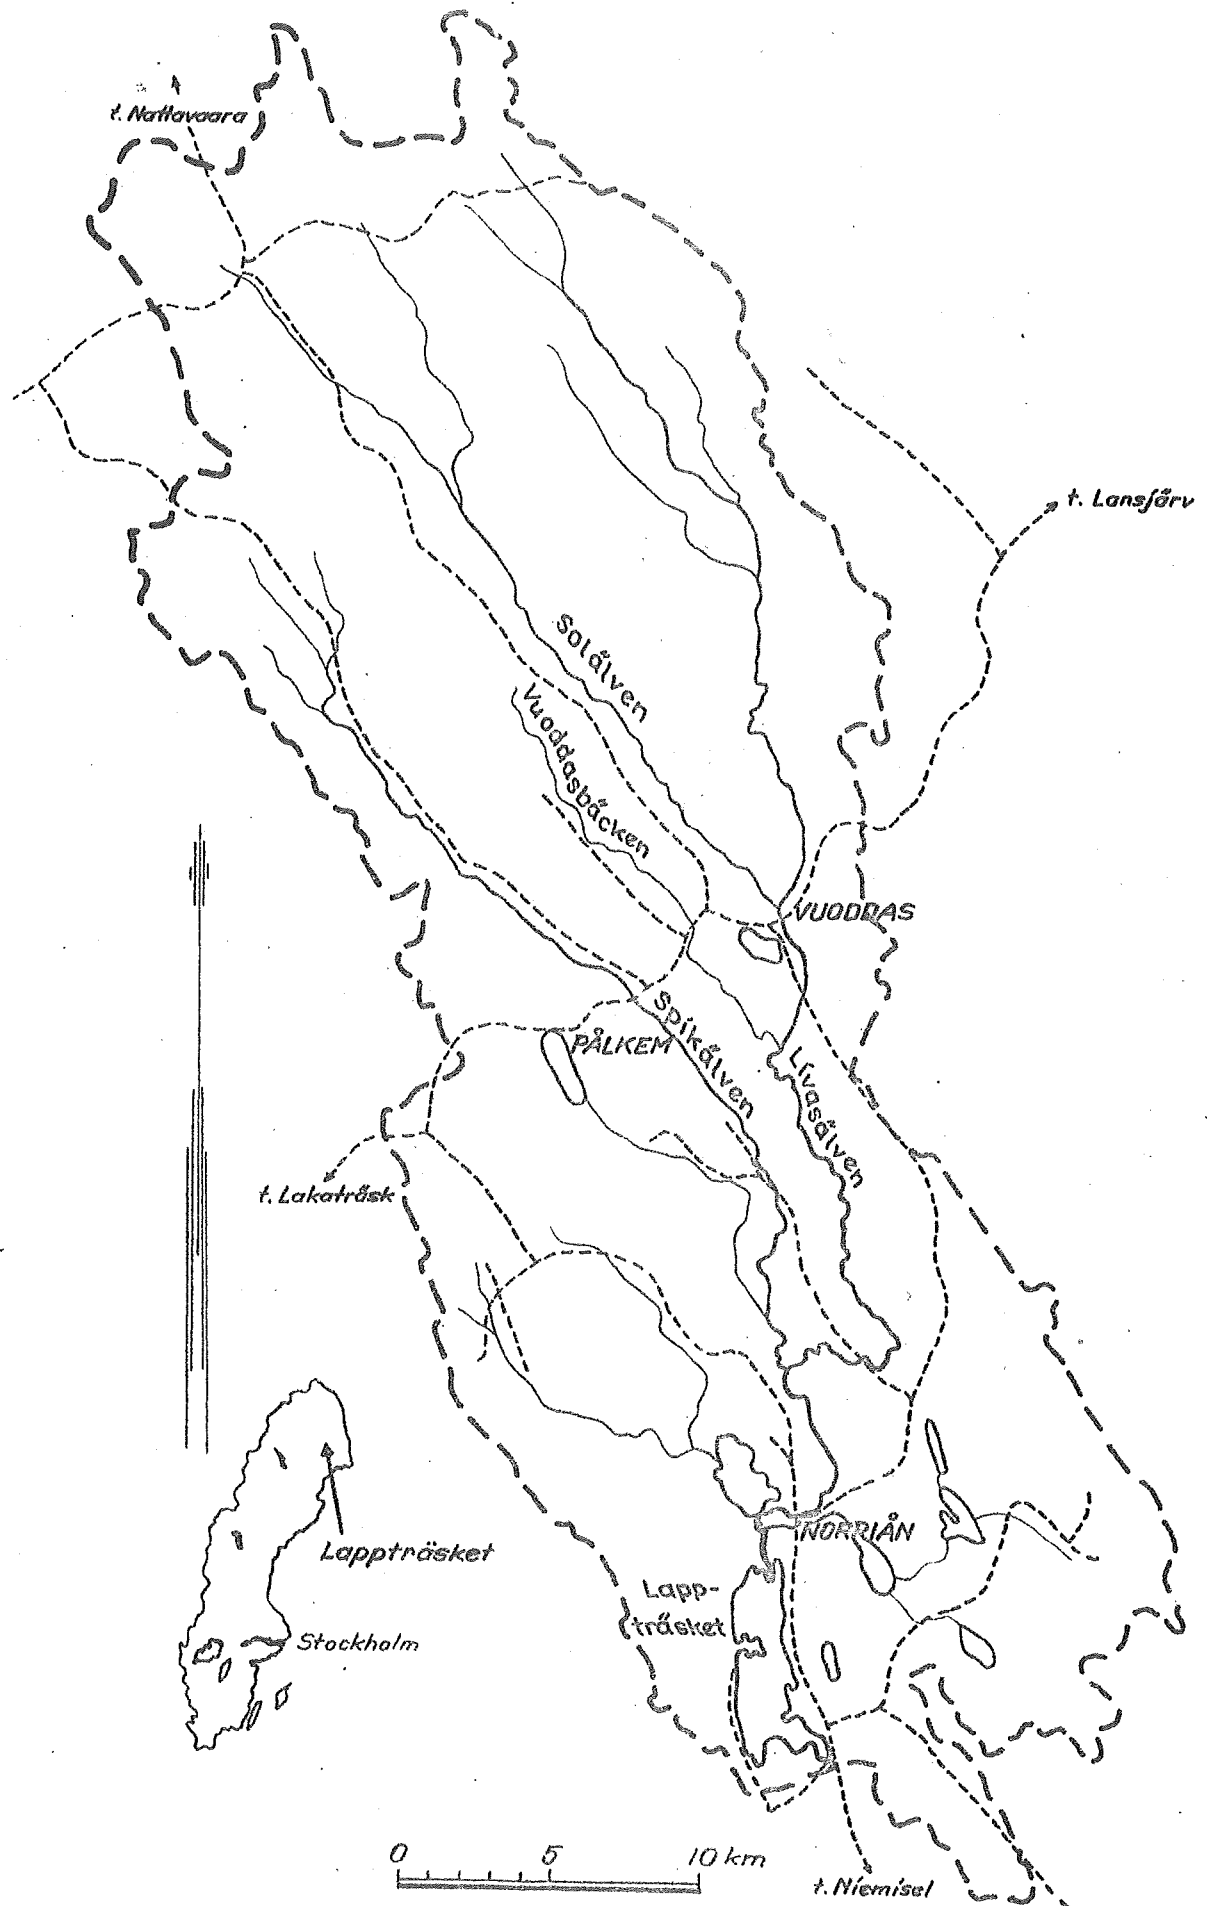 t. Nattavaara
t. Lansjärv
Solälven
Vuoddasbäcken
VUODDAS
Spikälven
PÅLKEM
Livasälven
t. Lakaträsk
Lappträsket
NORRIÅN
Lapp-
träsket
Stockholm
0 5 10 km
t. Niemisel